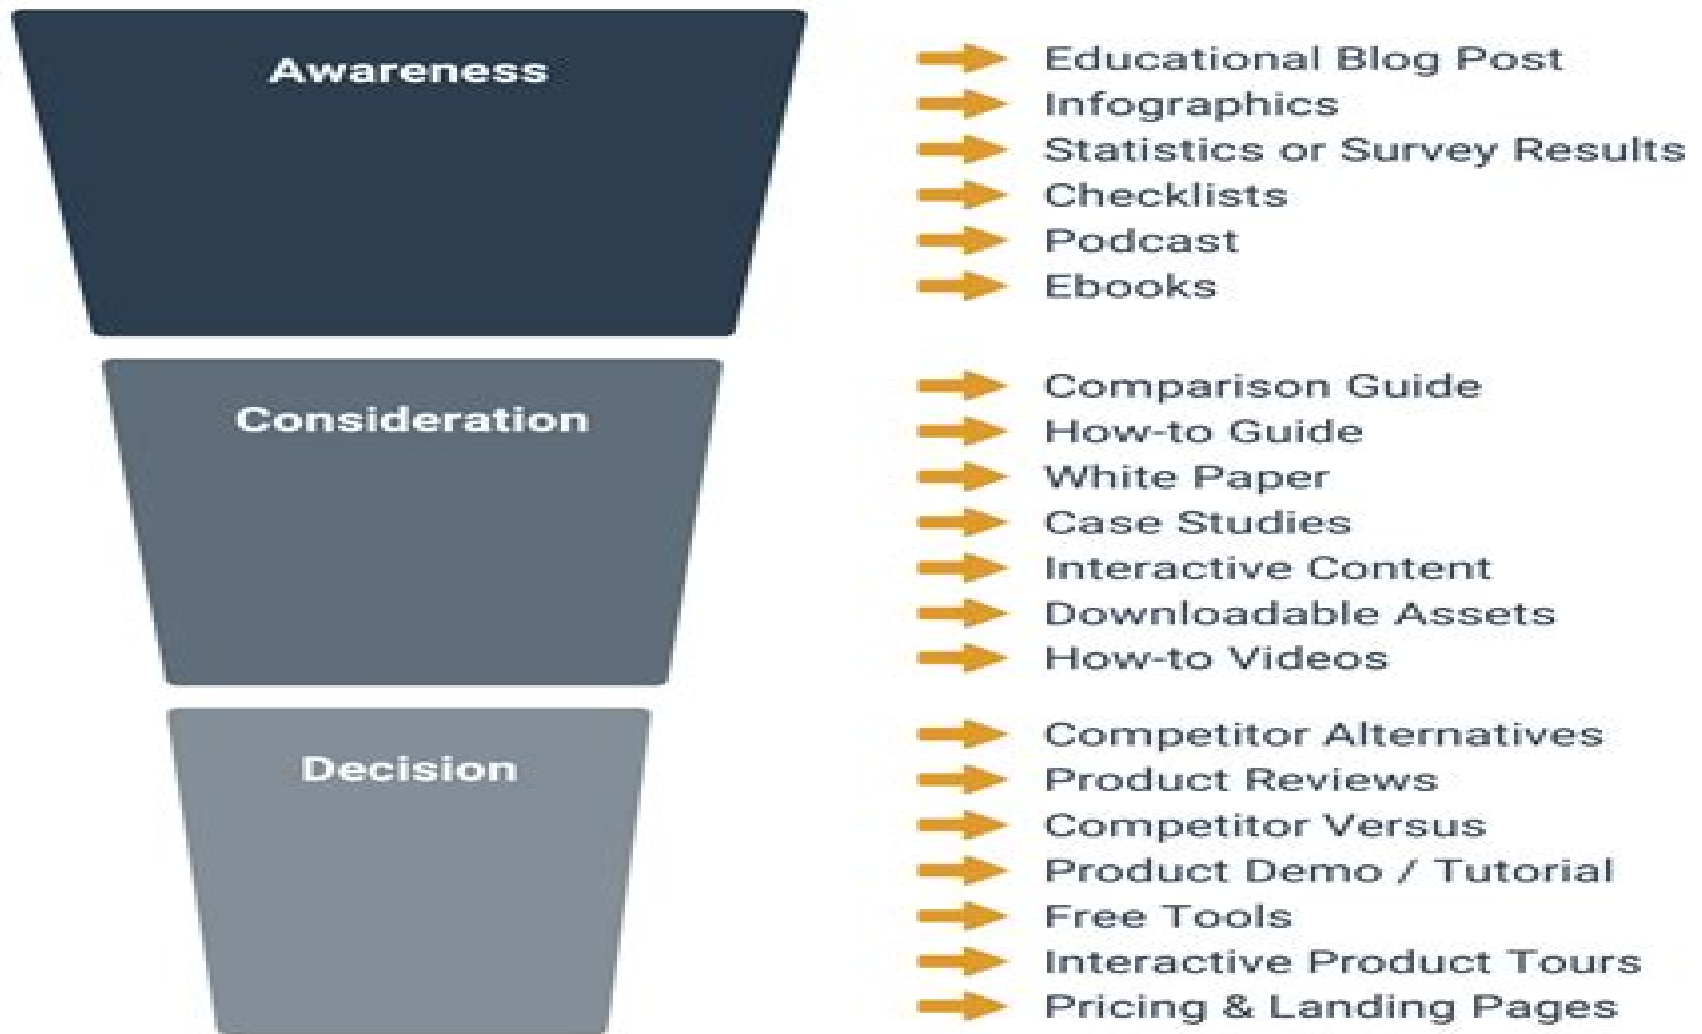 Awareness
Educational Blog Post
Infographics
Statistics or Survey Results
Checklists
Podcast
Ebooks
Consideration
Comparison Guide
How-to Guide
White Paper
Case Studies
Interactive Content
Downloadable Assets
How-to Videos
Decision
Competitor Alternatives
Product Reviews
Competitor Versus
Product Demo / Tutorial
Free Tools
Interactive Product Tours
Pricing & Landing Pages